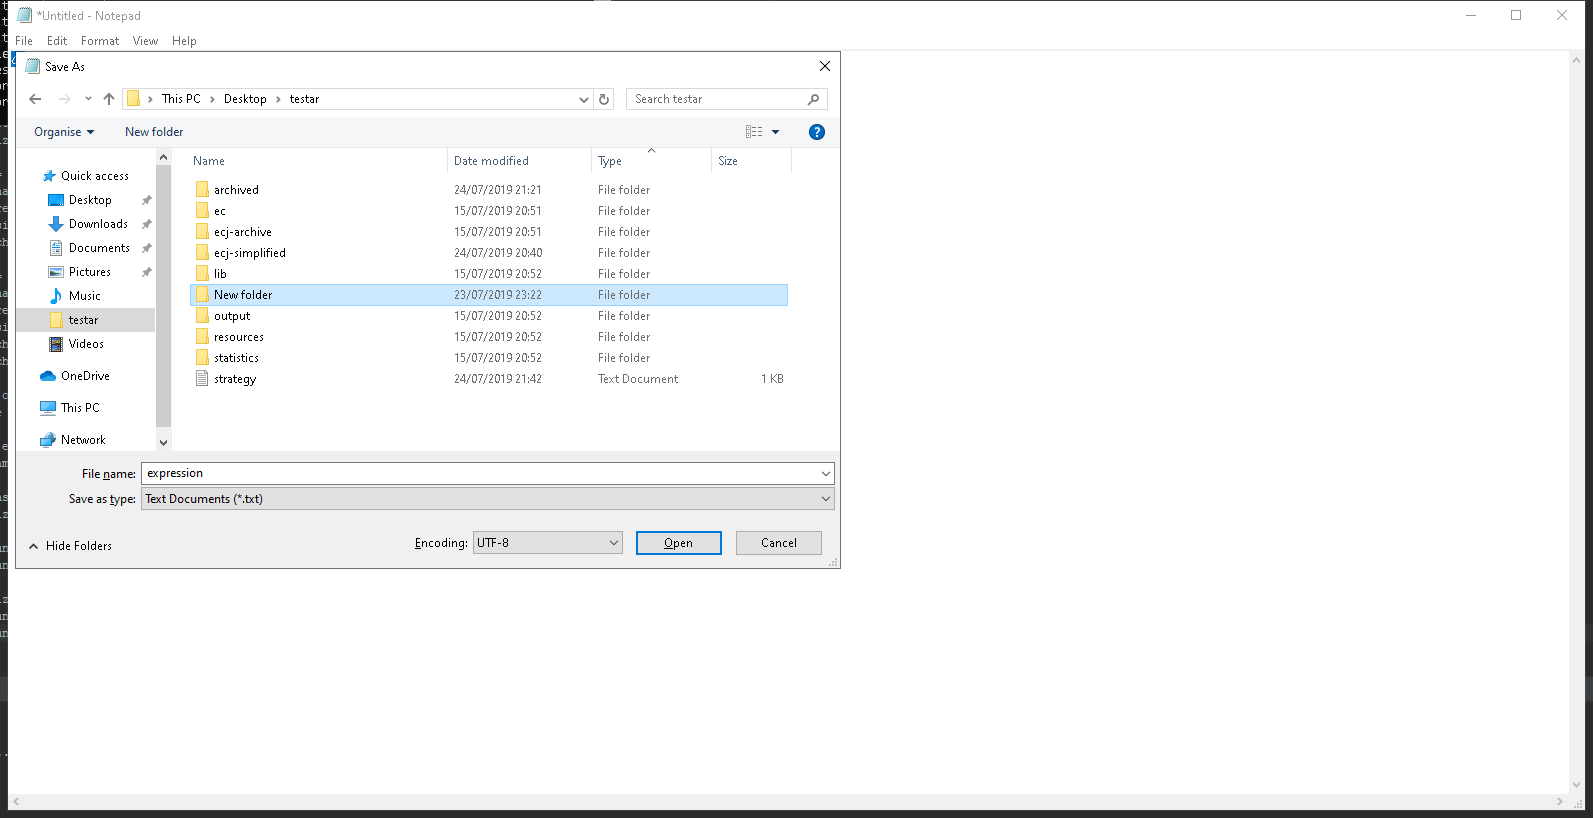 *Untitled - Notepad
File Edit Format View Help
Save As
This PC > Desktop > testar
Search testar
Organise New folder
?
Name Date modified Type Size
Quick access
Desktop
Downloads
Documents
Pictures
Music
testar
Videos
OneDrive
This PC
Network
archived 24/07/2019 21:21 File folder
ec 15/07/2019 20:51 File folder
ecj-archive 15/07/2019 20:51 File folder
ecj-simplified 24/07/2019 20:40 File folder
lib 15/07/2019 20:52 File folder
New folder 23/07/2019 23:22 File folder
output 15/07/2019 20:52 File folder
resources 15/07/2019 20:52 File folder
statistics 15/07/2019 20:52 File folder
strategy 24/07/2019 21:42 Text Document 1 KB
File name: expression
Save as type: Text Documents (*.txt)
Hide Folders
Encoding: UTF-8 Open Cancel